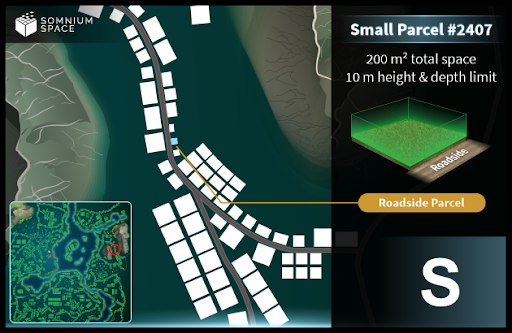 SOMNIUM
SPACE
Small Parcel #2407
200 m² total space
10 m height & depth limit
Roadside
Roadside Parcel
S